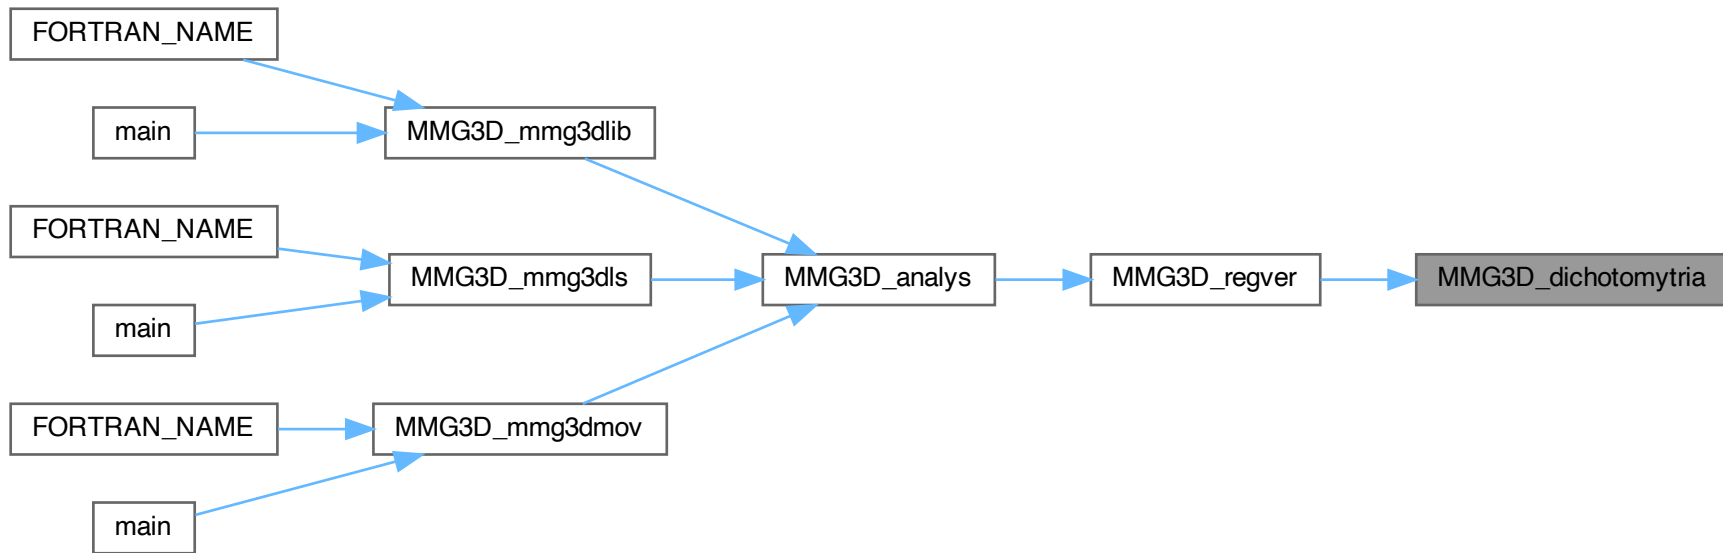 FORTRAN_NAME
main
MMG3D_mmg3dlib
FORTRAN_NAME
main
MMG3D_mmg3dls
MMG3D_analys
MMG3D_regver
MMG3D_dichotomytria
FORTRAN_NAME
main
MMG3D_mmg3dmov